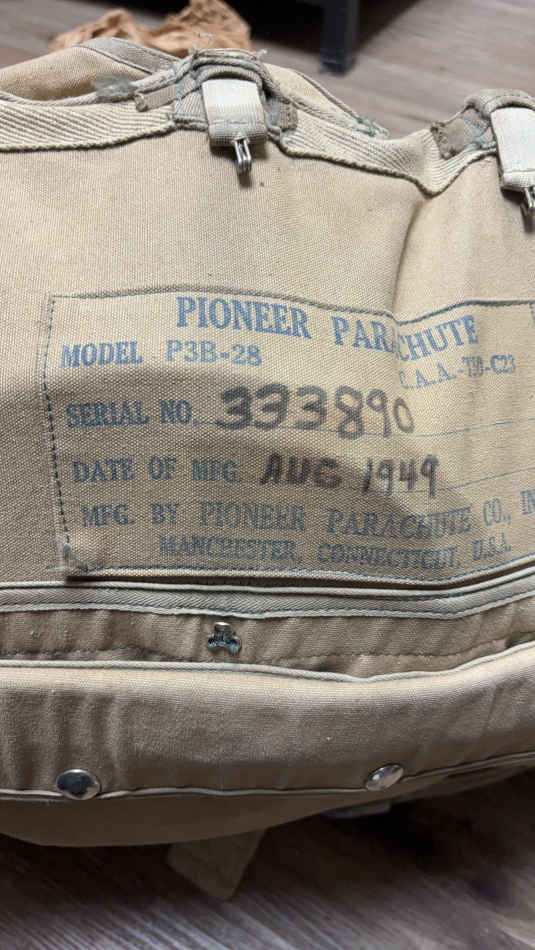 PIONEER PARACHUTE
MODEL P3B-28
C.A.A.-TSO-C23
SERIAL NO. 333890
DATE OF MFG. AUG 1949
MFG. BY PIONEER PARACHUTE CO., IN
MANCHESTER, CONNECTICUT, U.S.A.